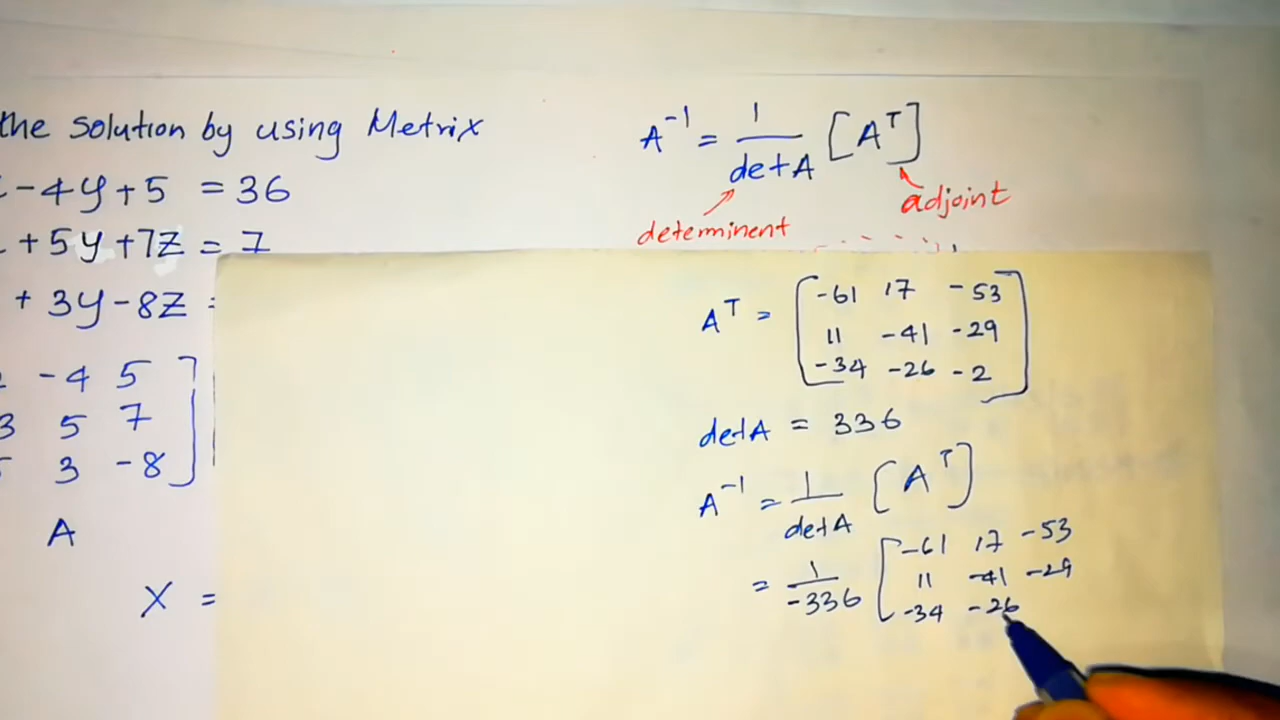 the solution by using Metrix
-4y+5 = 36
+5y+7z = 7
+ 3y-8z =
-4 5
3 5 7
3 -8
A
X =
A⁻¹ = 1/detA [Aᵀ]
adjoint
determinent
Aᵀ = [-61 17 -53
11 -41 -29
-34 -26 -2]
detA = 336
A⁻¹ = 1/detA [Aᵀ]
= 1/-336 [-61 17 -53
11 -41 -29
-34 -26